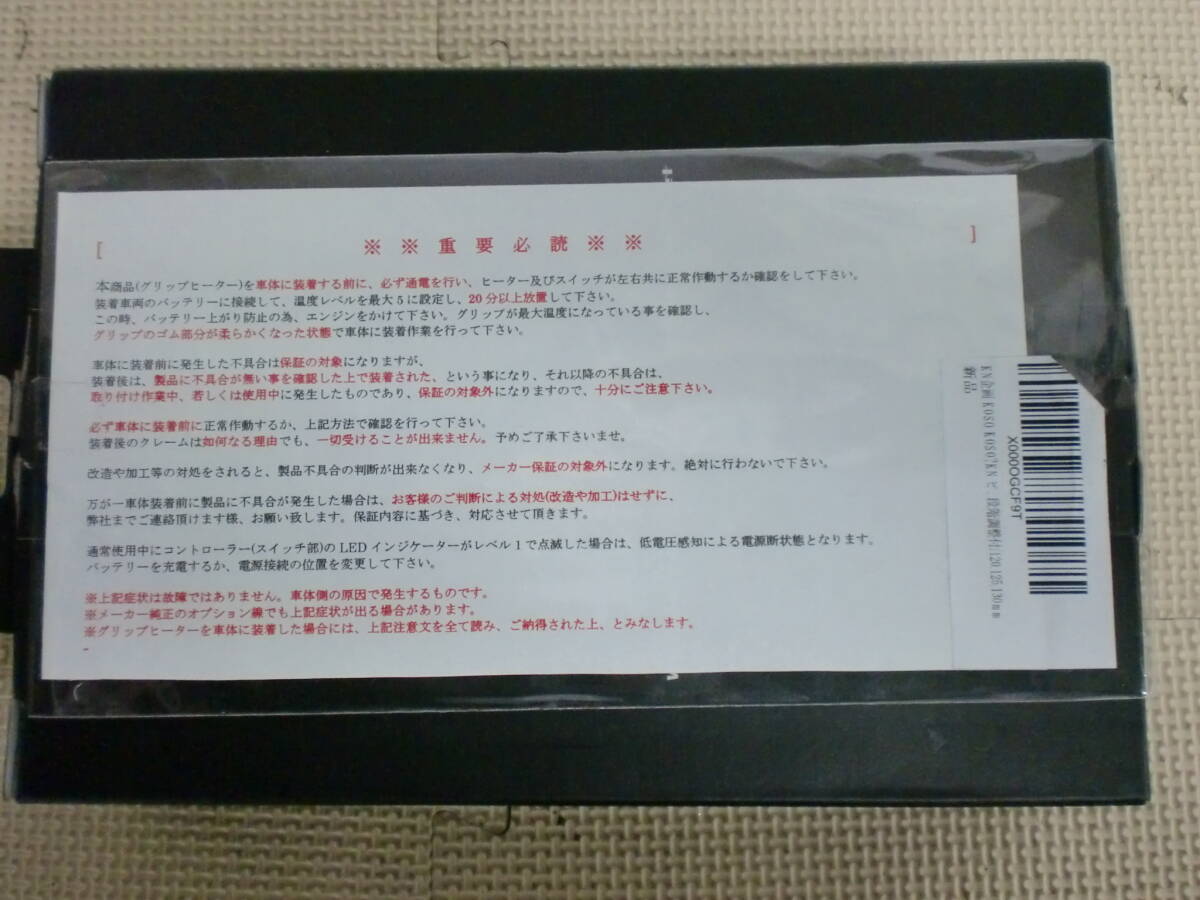 [ ※ ※ 重 要 必 読 ※ ※ ]
本商品(グリップヒーター)を車体に装着する前に、必ず通電を行い、ヒーター及びスイッチが左右共に正常作動するか確認をして下さい。
装着車両のバッテリーに接続して、温度レベルを最大5に設定し、20分以上放置して下さい。
この時、バッテリー上がり防止の為、エンジンをかけて下さい。グリップが最大温度になっている事を確認し、
グリップのゴム部分が柔らかくなった状態で車体に装着作業を行って下さい。
車体に装着前に発生した不具合は保証の対象になりますが、
装着後は、製品に不具合が無い事を確認した上で装着された、という事になり、それ以降の不具合は、
取り付け作業中、若しくは使用中に発生したものであり、保証の対象外になりますので、十分にご注意下さい。
必ず車体に装着前に正常作動するか、上記方法で確認を行って下さい。
装着後のクレームは如何なる理由でも、一切受けることが出来ません。予めご了承下さいませ。
改造や加工等の対処をされると、製品不具合の判断が出来なくなり、メーカー保証の対象外になります。絶対に行わないで下さい。
万が一車体装着前に製品に不具合が発生した場合は、お客様のご判断による対処(改造や加工)はせずに、
弊社までご連絡頂けます様、お願い致します。保証内容に基づき、対応させて頂きます。
通常使用中にコントローラー(スイッチ部)のLEDインジケーターがレベル1で点滅した場合は、低電圧感知による電源断状態となります。
バッテリーを充電するか、電源接続の位置を変更して下さい。
※上記症状は故障ではありません。車体側の原因で発生するものです。
※メーカー純正のオプション線でも上記症状が出る場合があります。
※グリップヒーターを車体に装着した場合には、上記注意文を全て読み、ご納得された上、とみなします。
X000OGCF9T
KN企画 KOSO KOSO?KN ビ 段階調整付 120 125 130mm
新品